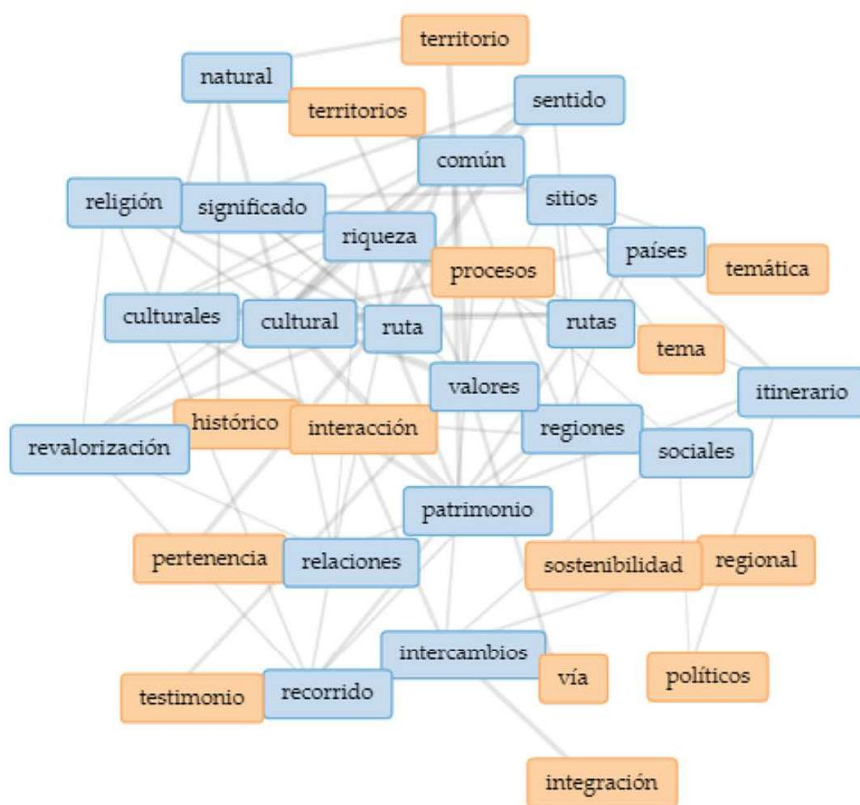 territorio
natural
sentido
territorios
común
religión
significado
sitios
riqueza
países
procesos
temática
culturales
cultural
ruta
rutas
tema
valores
itinerario
histórico
interacción
regiones
revalorización
sociales
patrimonio
pertenencia
relaciones
sostenibilidad
regional
intercambios
políticos
vía
testimonio
recorrido
integración